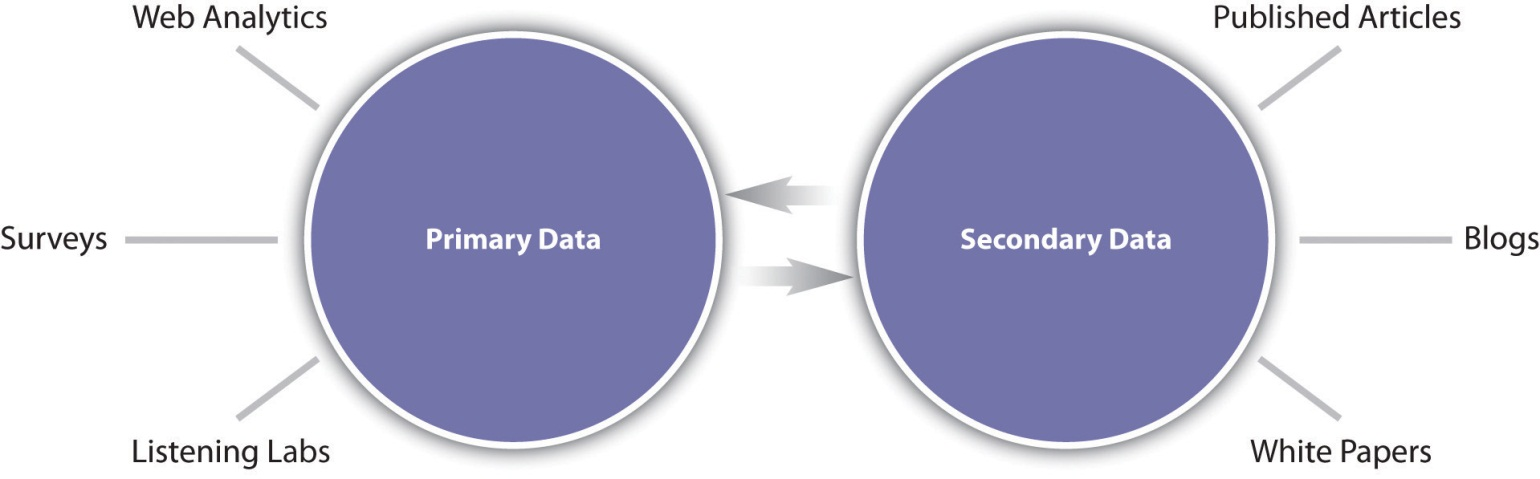 Web Analytics
Published Articles
Surveys
Primary Data
Secondary Data
Blogs
Listening Labs
White Papers